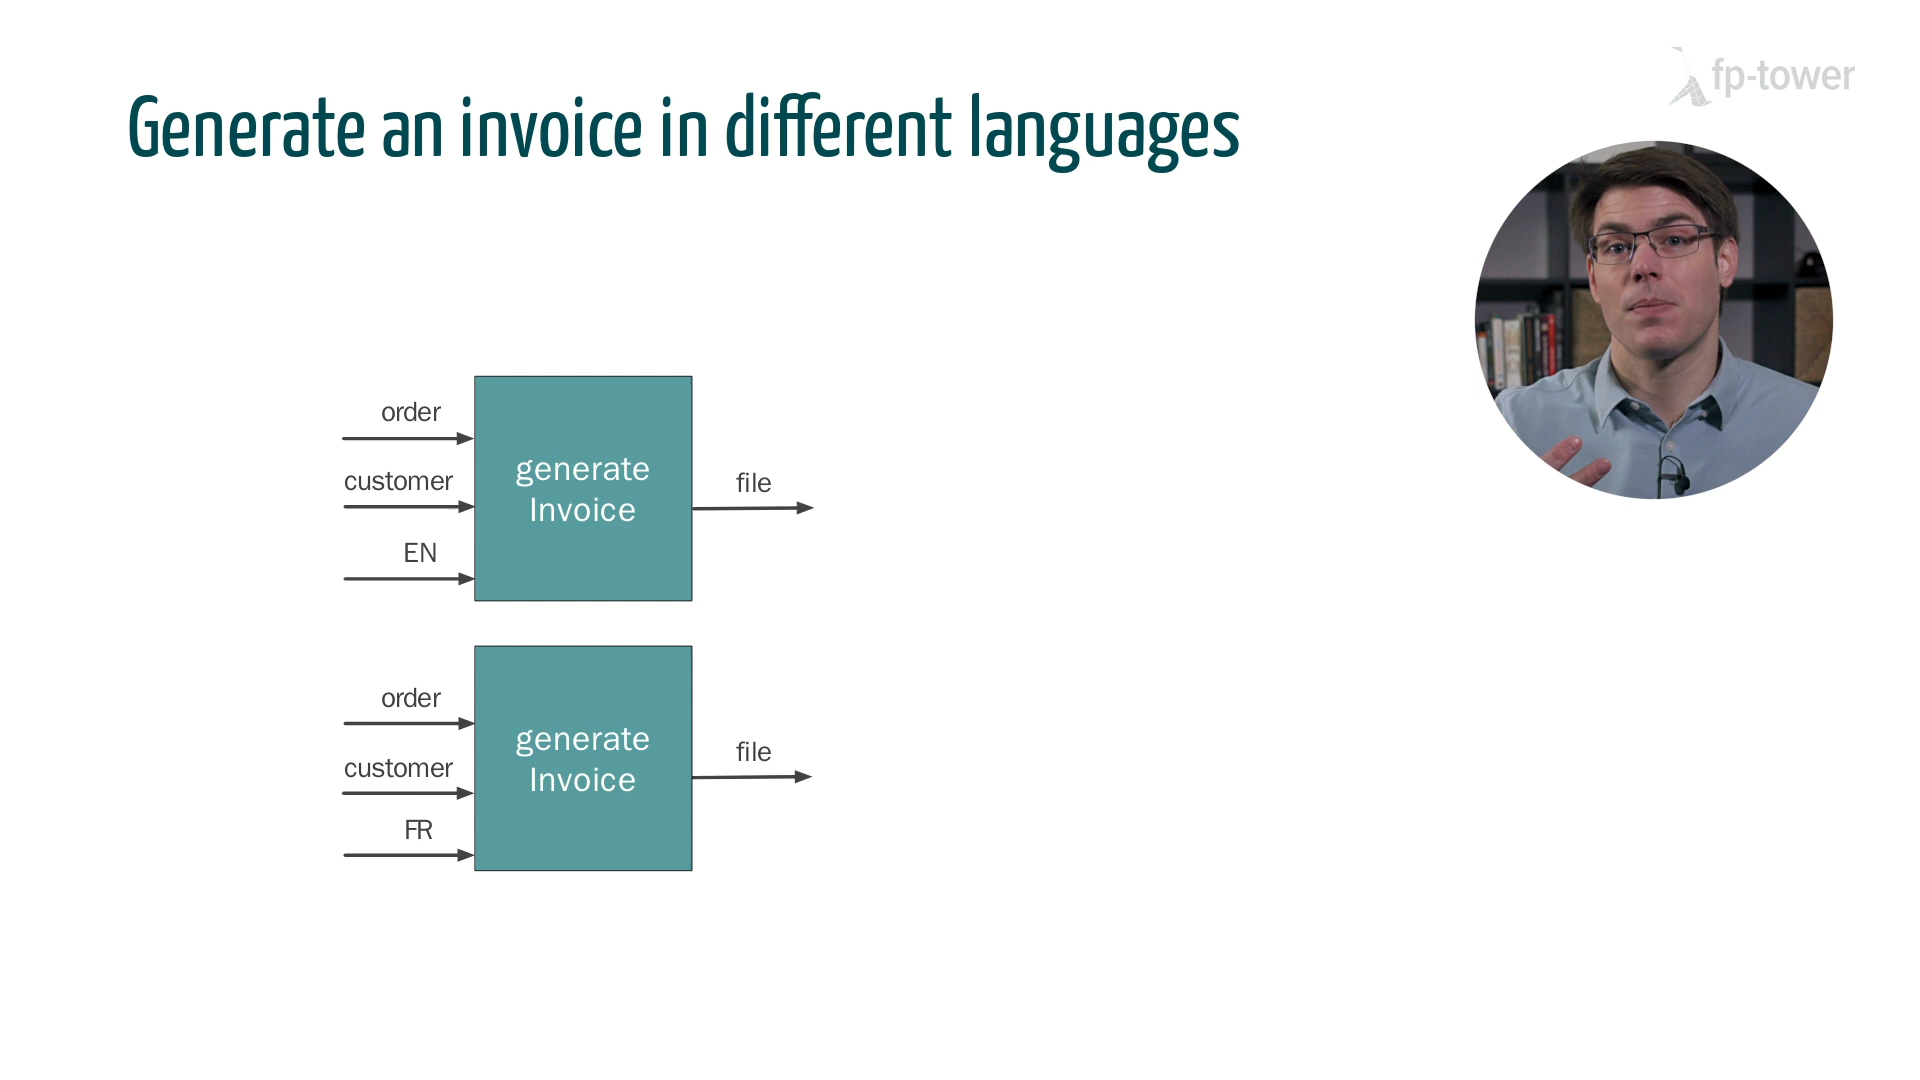 fp-tower
Generate an invoice in different languages
order
customer
EN
generate
Invoice
file
order
customer
FR
generate
Invoice
file